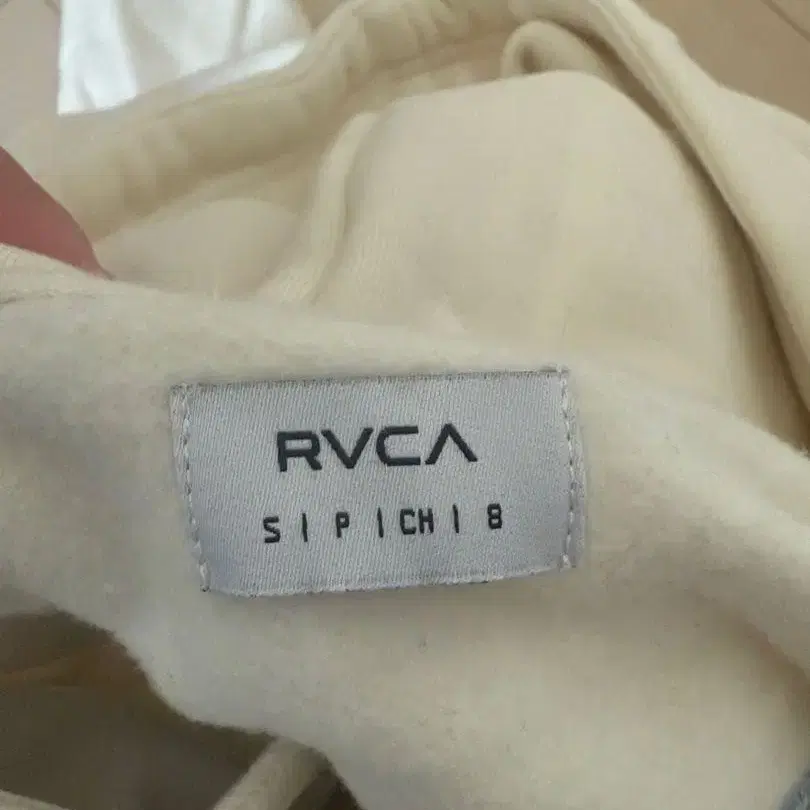 RVCA
S | P | CH | 8